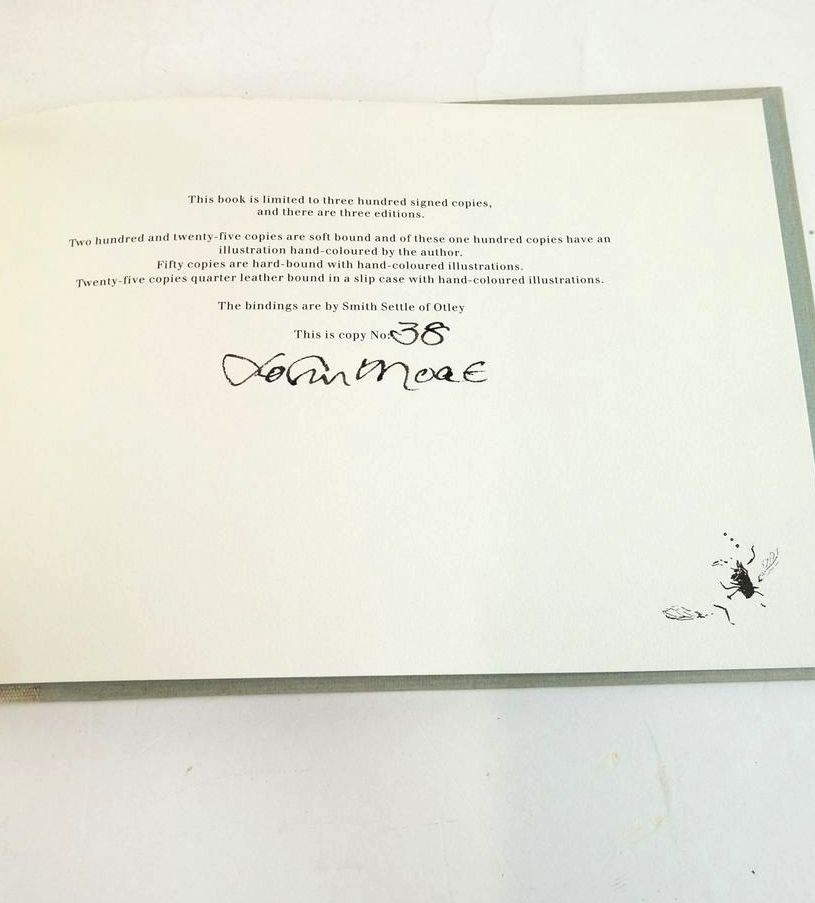 This book is limited to three hundred signed copies,
and there are three editions.
Two hundred and twenty-five copies are soft bound and of these one hundred copies have an
illustration hand-coloured by the author.
Fifty copies are hard-bound with hand-coloured illustrations.
Twenty-five copies quarter leather bound in a slip case with hand-coloured illustrations.
The bindings are by Smith Settle of Otley
This is copy No: 38